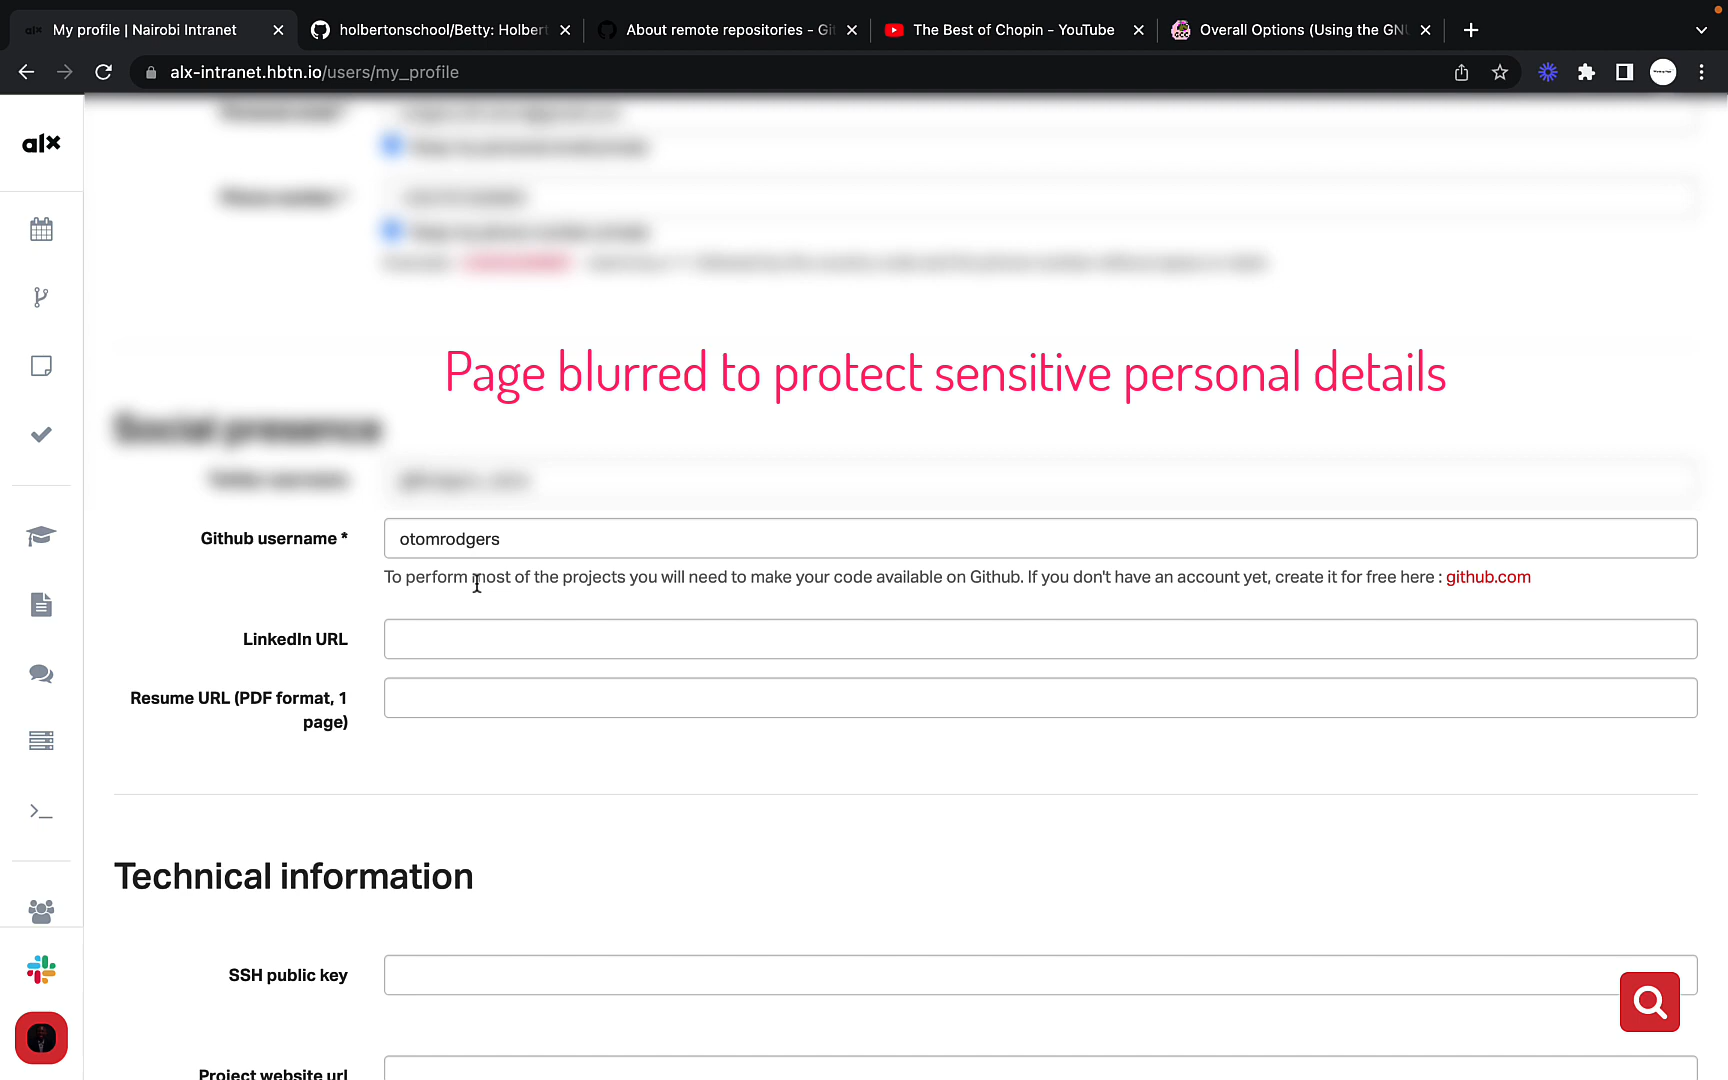 My profile | Nairobi Intranet
holbertonschool/Betty: Holbert
About remote repositories - Git
The Best of Chopin - YouTube
Overall Options (Using the GNU
alx-intranet.hbtn.io/users/my_profile
alx
Page blurred to protect sensitive personal details
Social presence
Github username *
otomrodgers
To perform most of the projects you will need to make your code available on Github. If you don't have an account yet, create it for free here : github.com
LinkedIn URL
Resume URL (PDF format, 1
page)
Technical information
SSH public key
Project website url